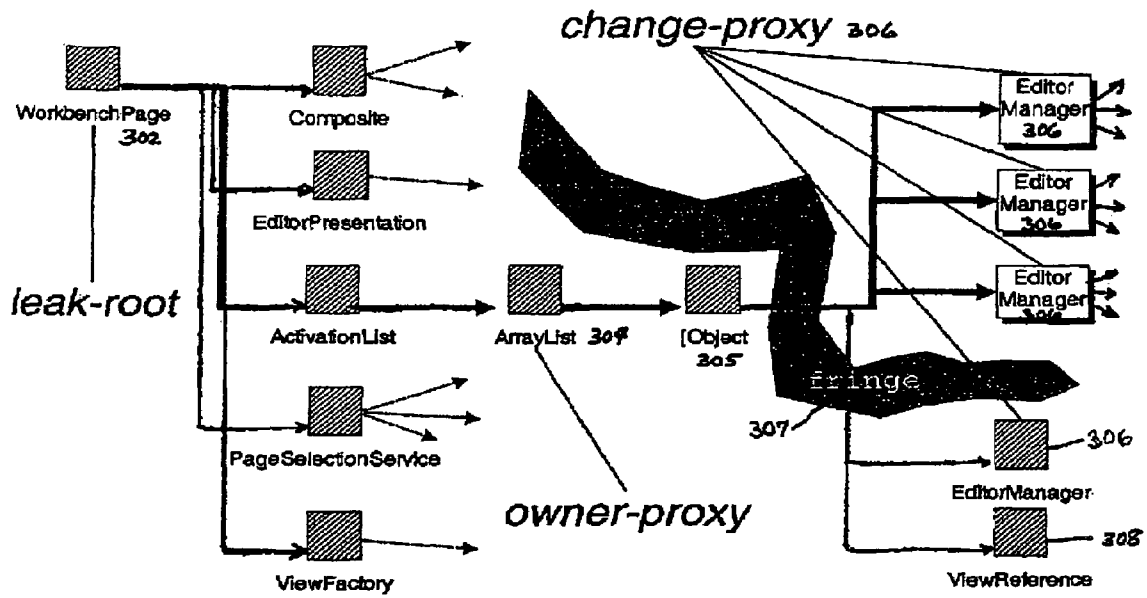 change-proxy 306
WorkbenchPage
302
Composite
Editor
Manager
306
EditorPresentation
Editor
Manager
306
leak-root
ActivationList
ArrayList 304
[Object
305
Editor
Manager
306
fringe
307
PageSelectionService
306
EditorManager
owner-proxy
308
ViewFactory
ViewReference